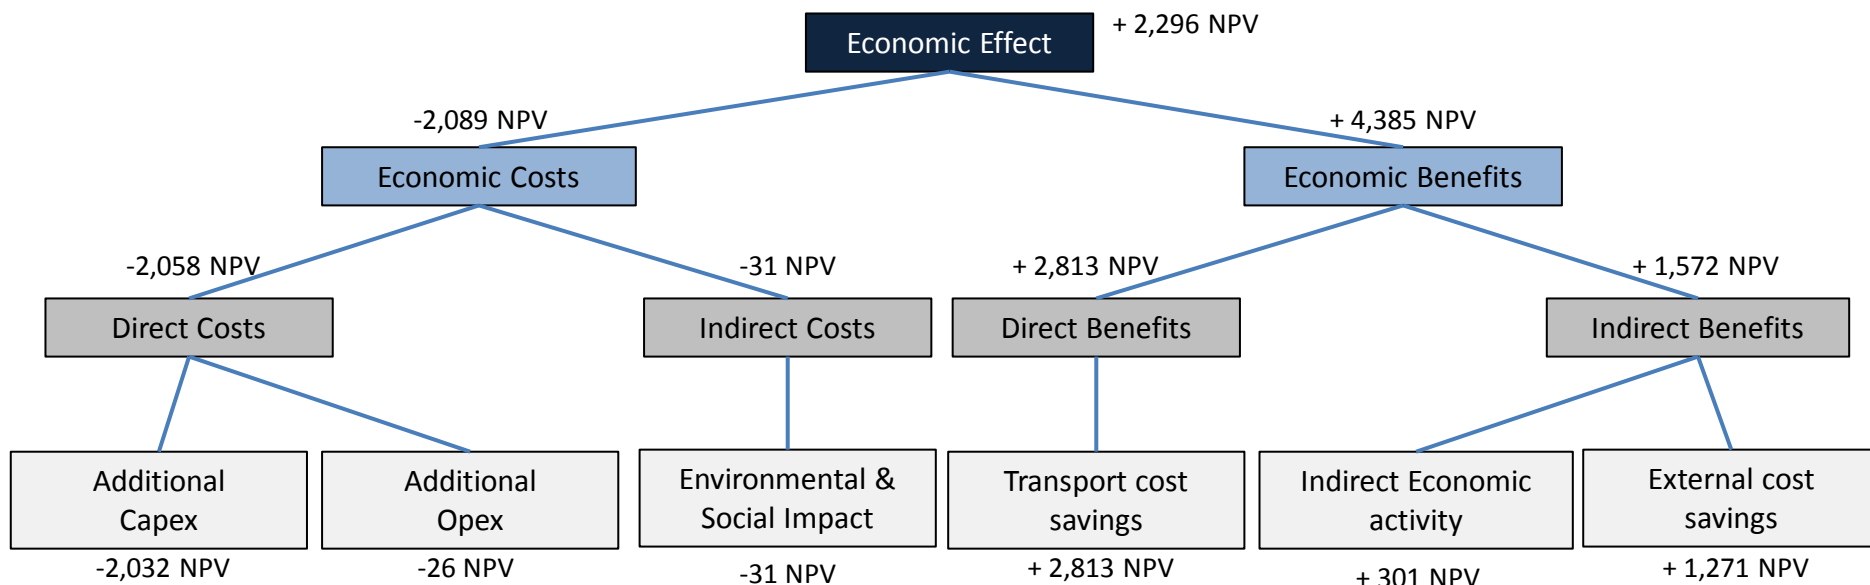 Economic Effect
+ 2,296 NPV
-2,089 NPV
+ 4,385 NPV
Economic Costs
Economic Benefits
-2,058 NPV
-31 NPV
+ 2,813 NPV
+ 1,572 NPV
Direct Costs
Indirect Costs
Direct Benefits
Indirect Benefits
Additional
Capex
Additional
Opex
Environmental &
Social Impact
Transport cost
savings
Indirect Economic
activity
External cost
savings
-2,032 NPV
-26 NPV
-31 NPV
+ 2,813 NPV
+ 301 NPV
+ 1,271 NPV